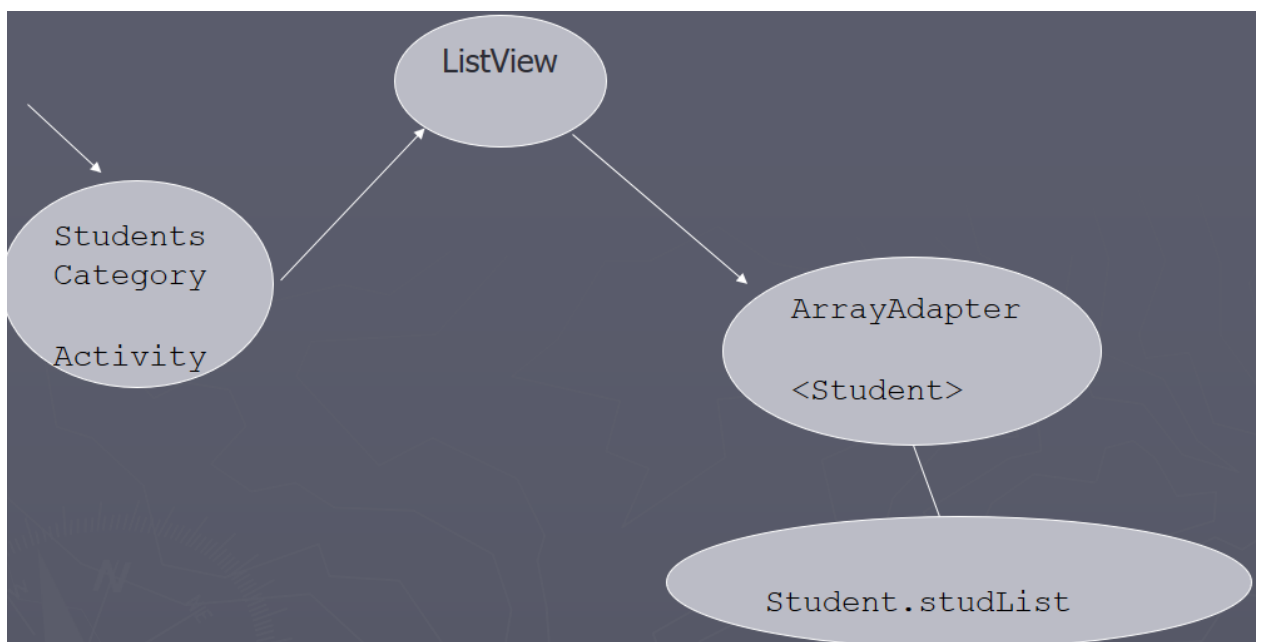 ListView
Students
Category
Activity
ArrayAdapter
<Student>
Student.studList
N